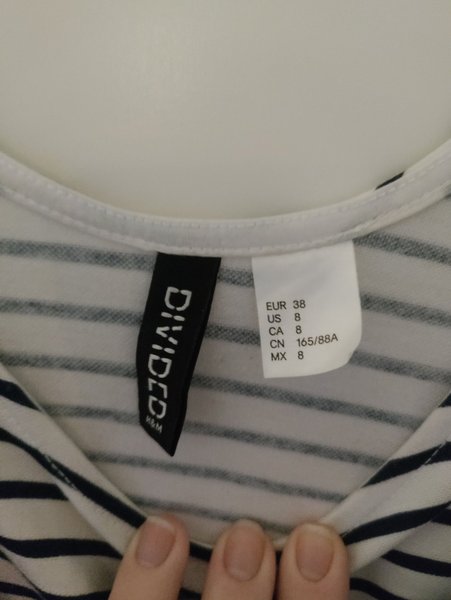 DIVIDED
H&M
EUR 38
US 8
CA 8
CN 165/88A
MX 8